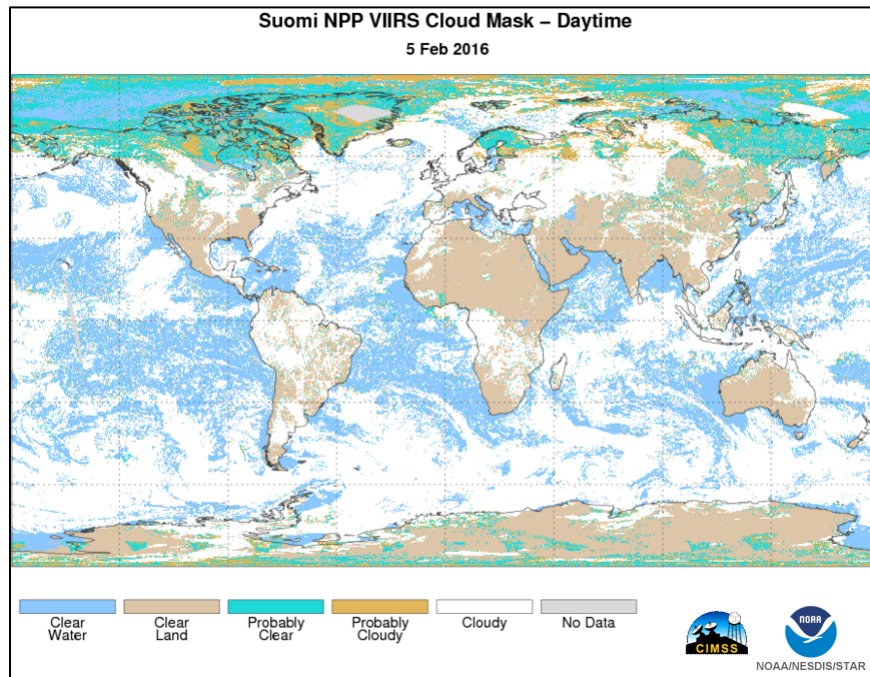 Suomi NPP VIIRS Cloud Mask – Daytime
5 Feb 2016
Clear Water
Clear Land
Probably Clear
Probably Cloudy
Cloudy
No Data
CIMSS
NOAA
NOAA/NESDIS/STAR